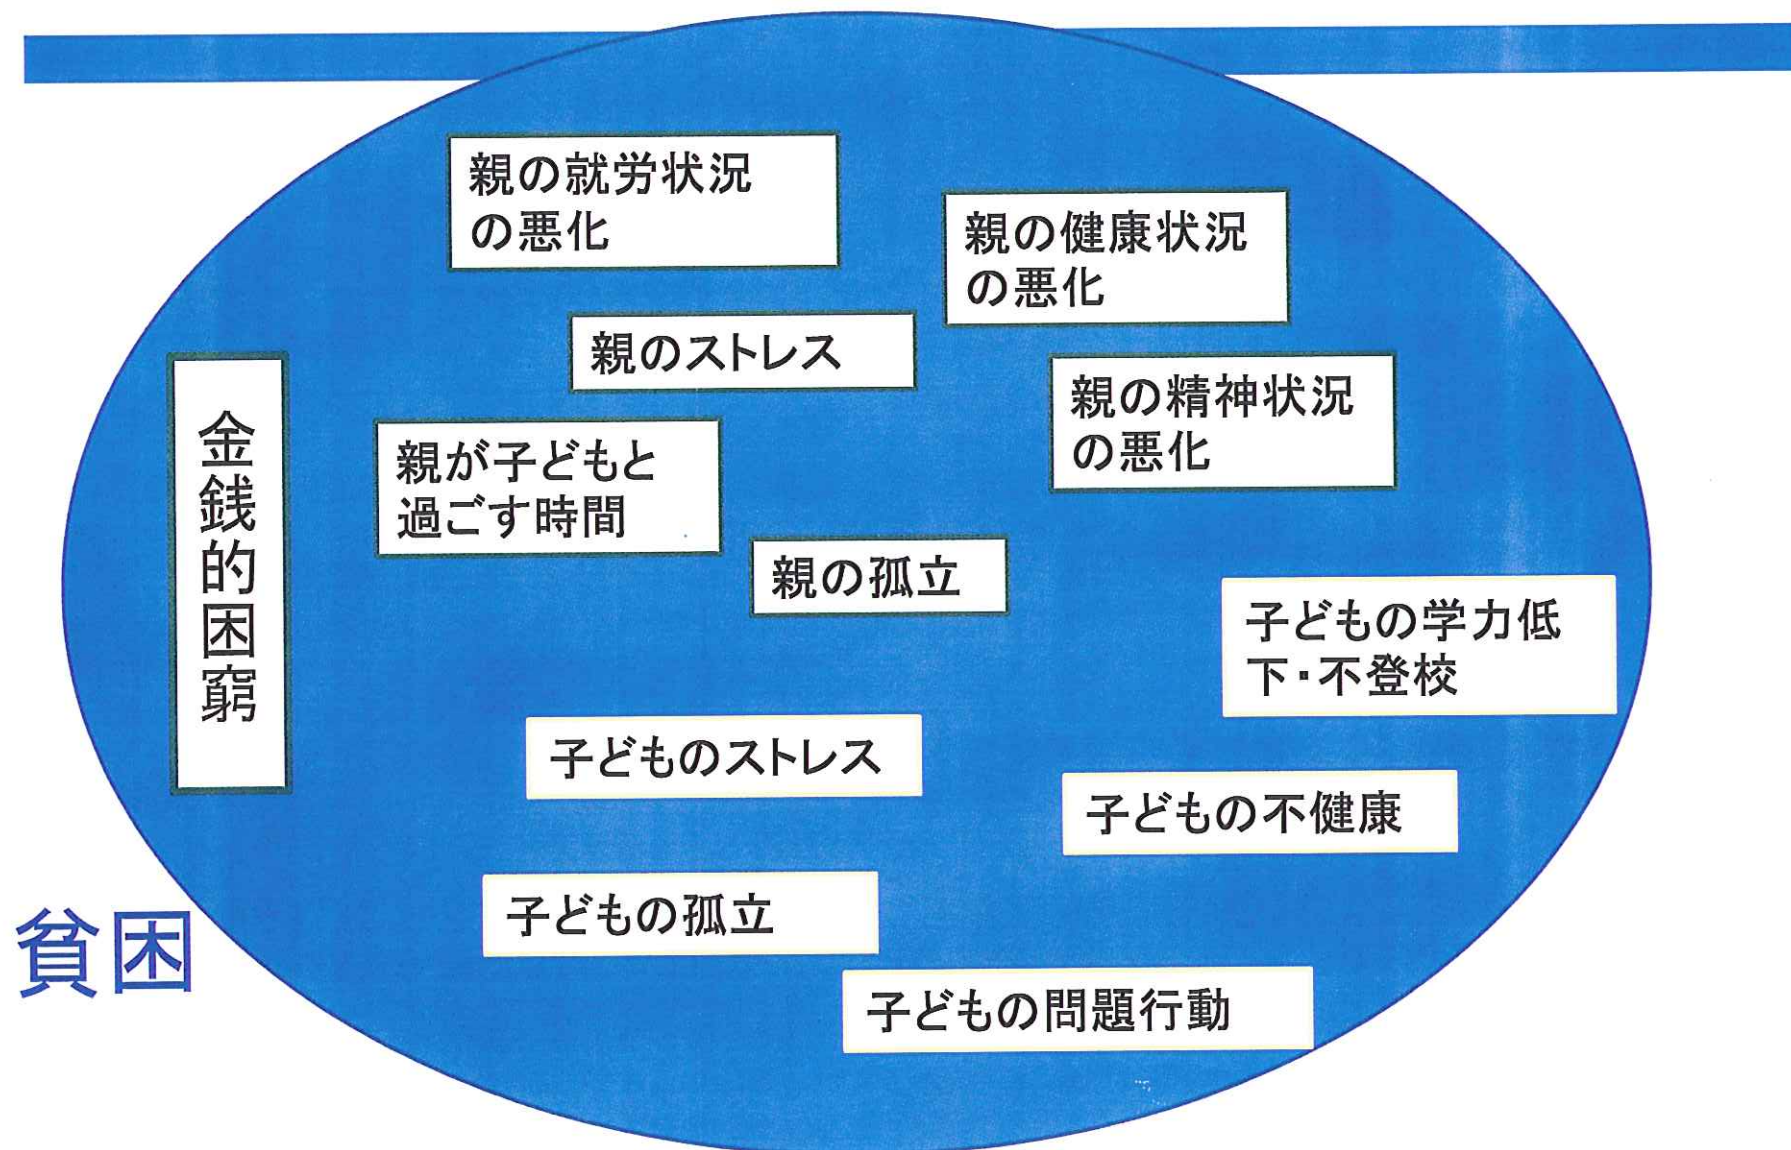 親の就労状況
の悪化
親の健康状況
の悪化
親のストレス
親の精神状況
の悪化
金銭的困窮
親が子どもと
過ごす時間
親の孤立
子どもの学力低
下・不登校
子どものストレス
子どもの不健康
子どもの孤立
貧困
子どもの問題行動